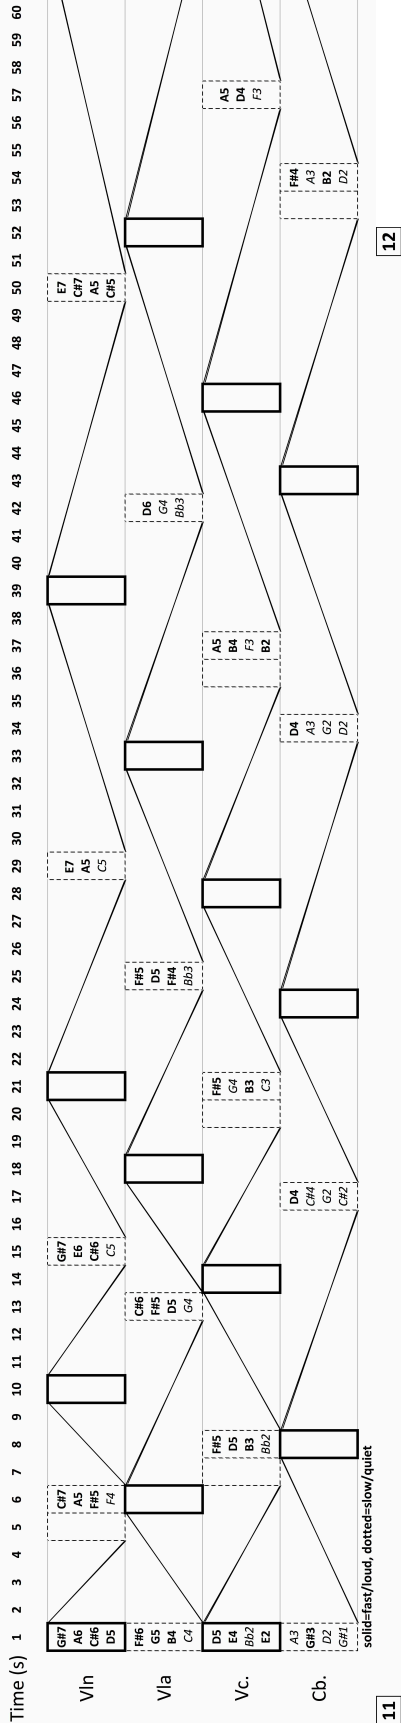 Time (s) 1 2 3 4 5 6 7 8 9 10 11 12 13 14 15 16 17 18 19 20 21 22 23 24 25 26 27 28 29 30 31 32 33 34 35 36 37 38 39 40 41 42 43 44 45 46 47 48 49 50 51 52 53 54 55 56 57 58 59 60
Vln
G#7
A6
C#6
D5
C#7
A5
F#5
F4
G#7
E6
C#6
C5
E7
A5
C5
E7
C#7
A5
C#5
Vla
F#6
G5
B4
C4
C#6
F#5
D5
G4
F#5
D5
F#4
Bb3
D6
G4
Bb3
Vc.
D5
E4
Bb2
E2
F#5
D5
B3
Bb2
F#5
G4
B3
C3
A5
B4
F3
B2
A5
D4
F3
Cb.
A3
G#3
D2
G#1
D4
C#4
G2
C#2
D4
A3
G2
D2
F#4
A3
B2
D2
solid=fast/loud, dotted=slow/quiet
11
12